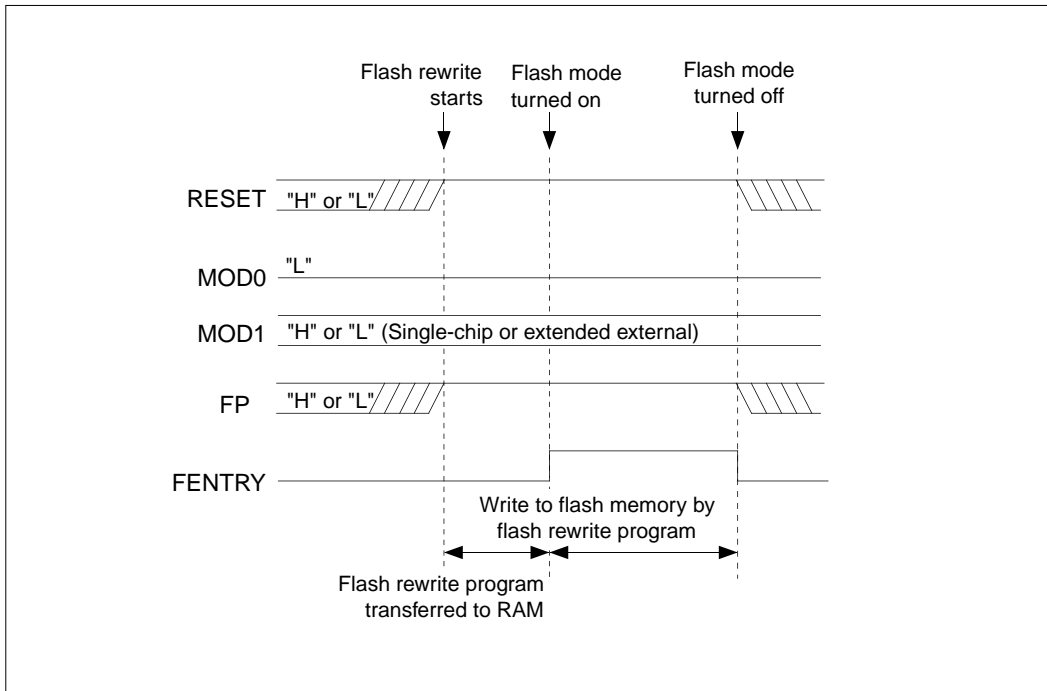 Flash rewrite
starts
Flash mode
turned on
Flash mode
turned off
RESET "H" or "L"
MOD0 "L"
MOD1 "H" or "L" (Single-chip or extended external)
FP "H" or "L"
FENTRY
Write to flash memory by
flash rewrite program
Flash rewrite program
transferred to RAM